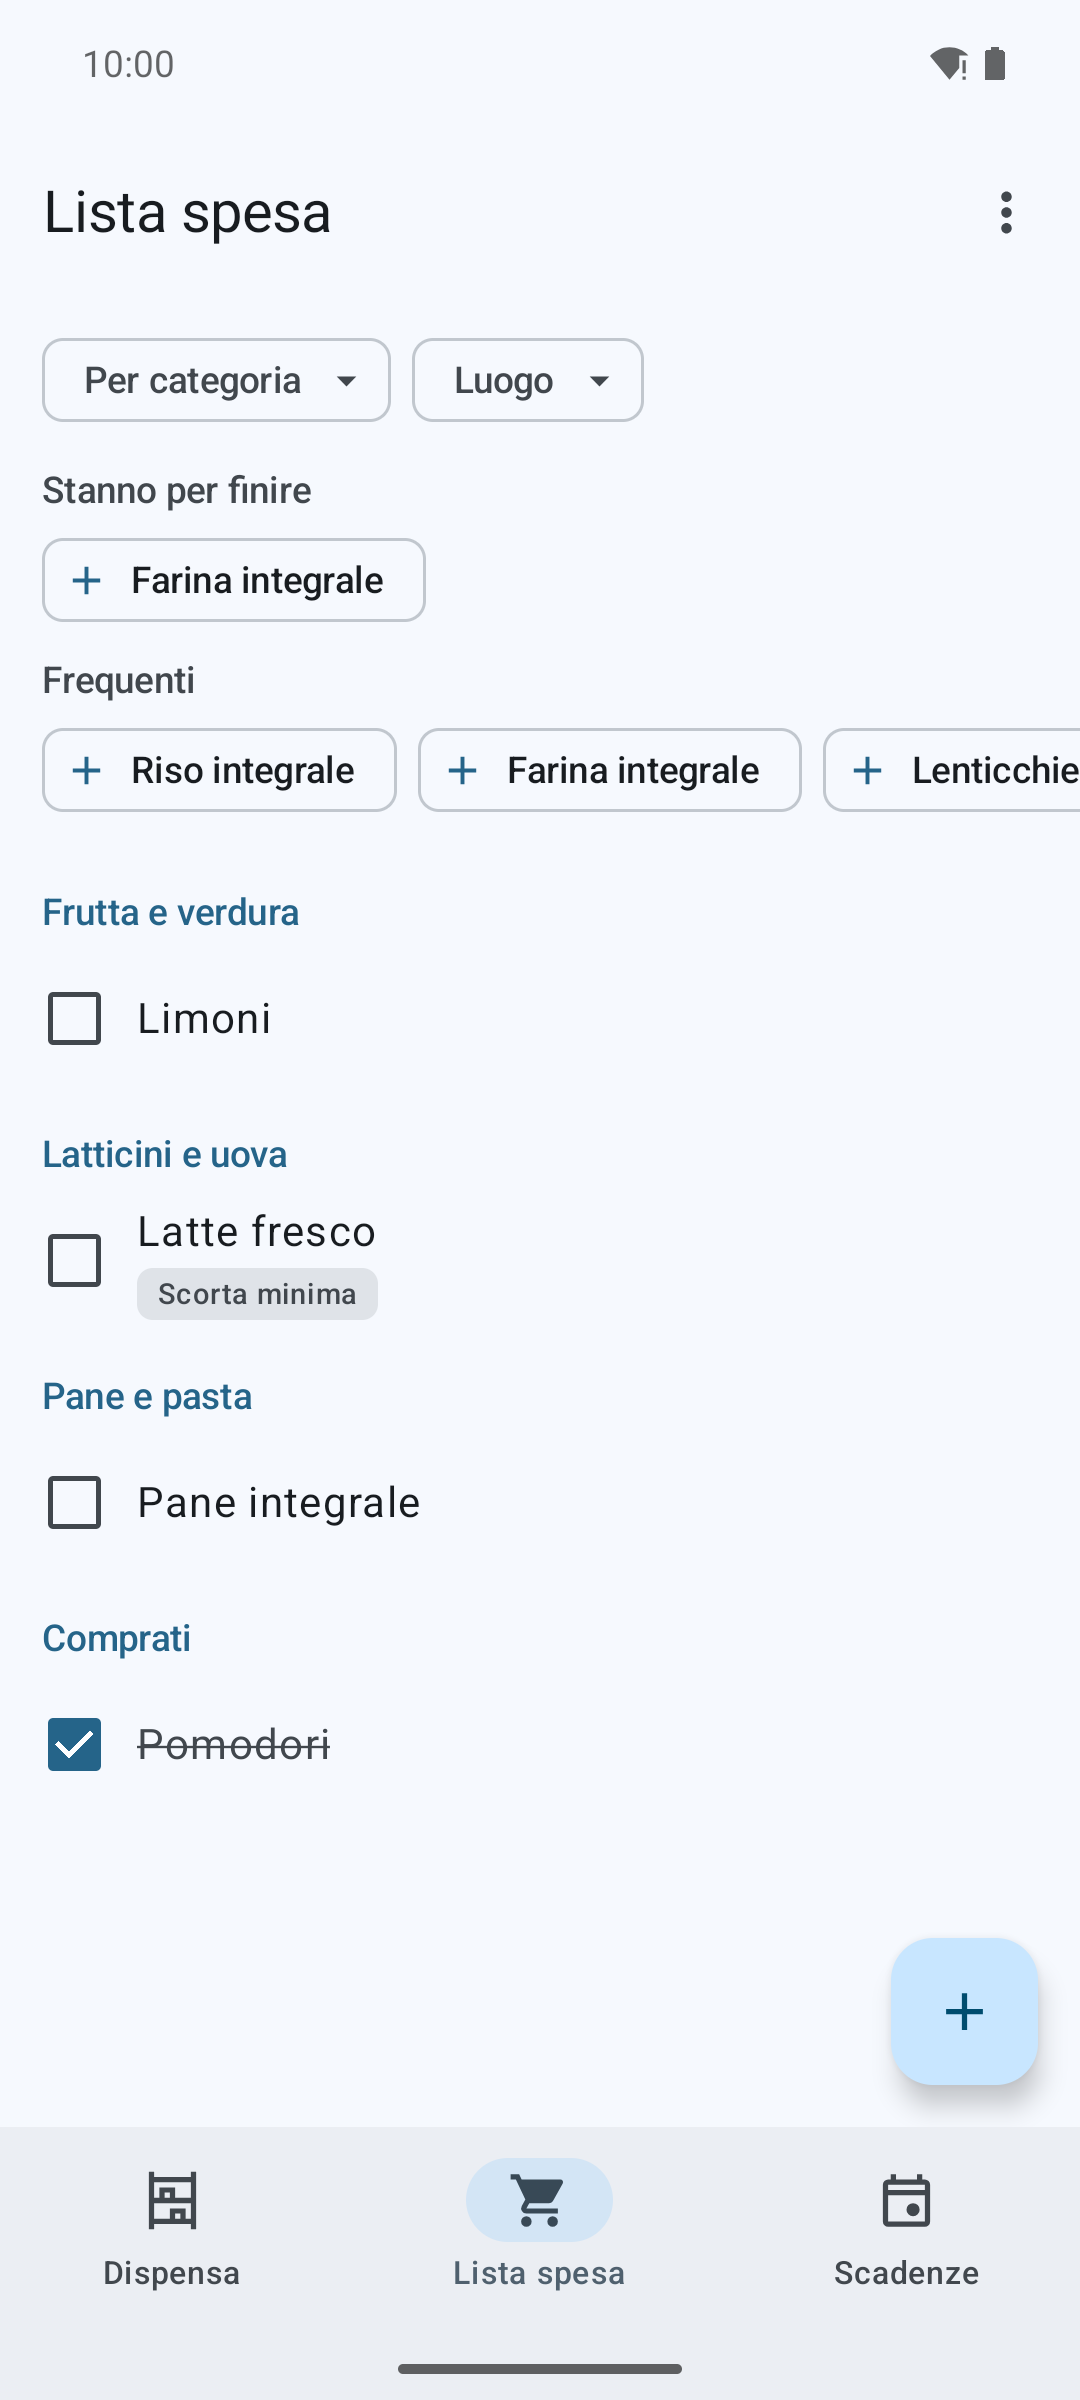 10:00
Lista spesa
Per categoria
Luogo
Stanno per finire
Farina integrale
Frequenti
Riso integrale
Farina integrale
Lenticchie
Frutta e verdura
Limoni
Latticini e uova
Latte fresco
Scorta minima
Pane e pasta
Pane integrale
Comprati
Pomodori
Dispensa
Lista spesa
Scadenze